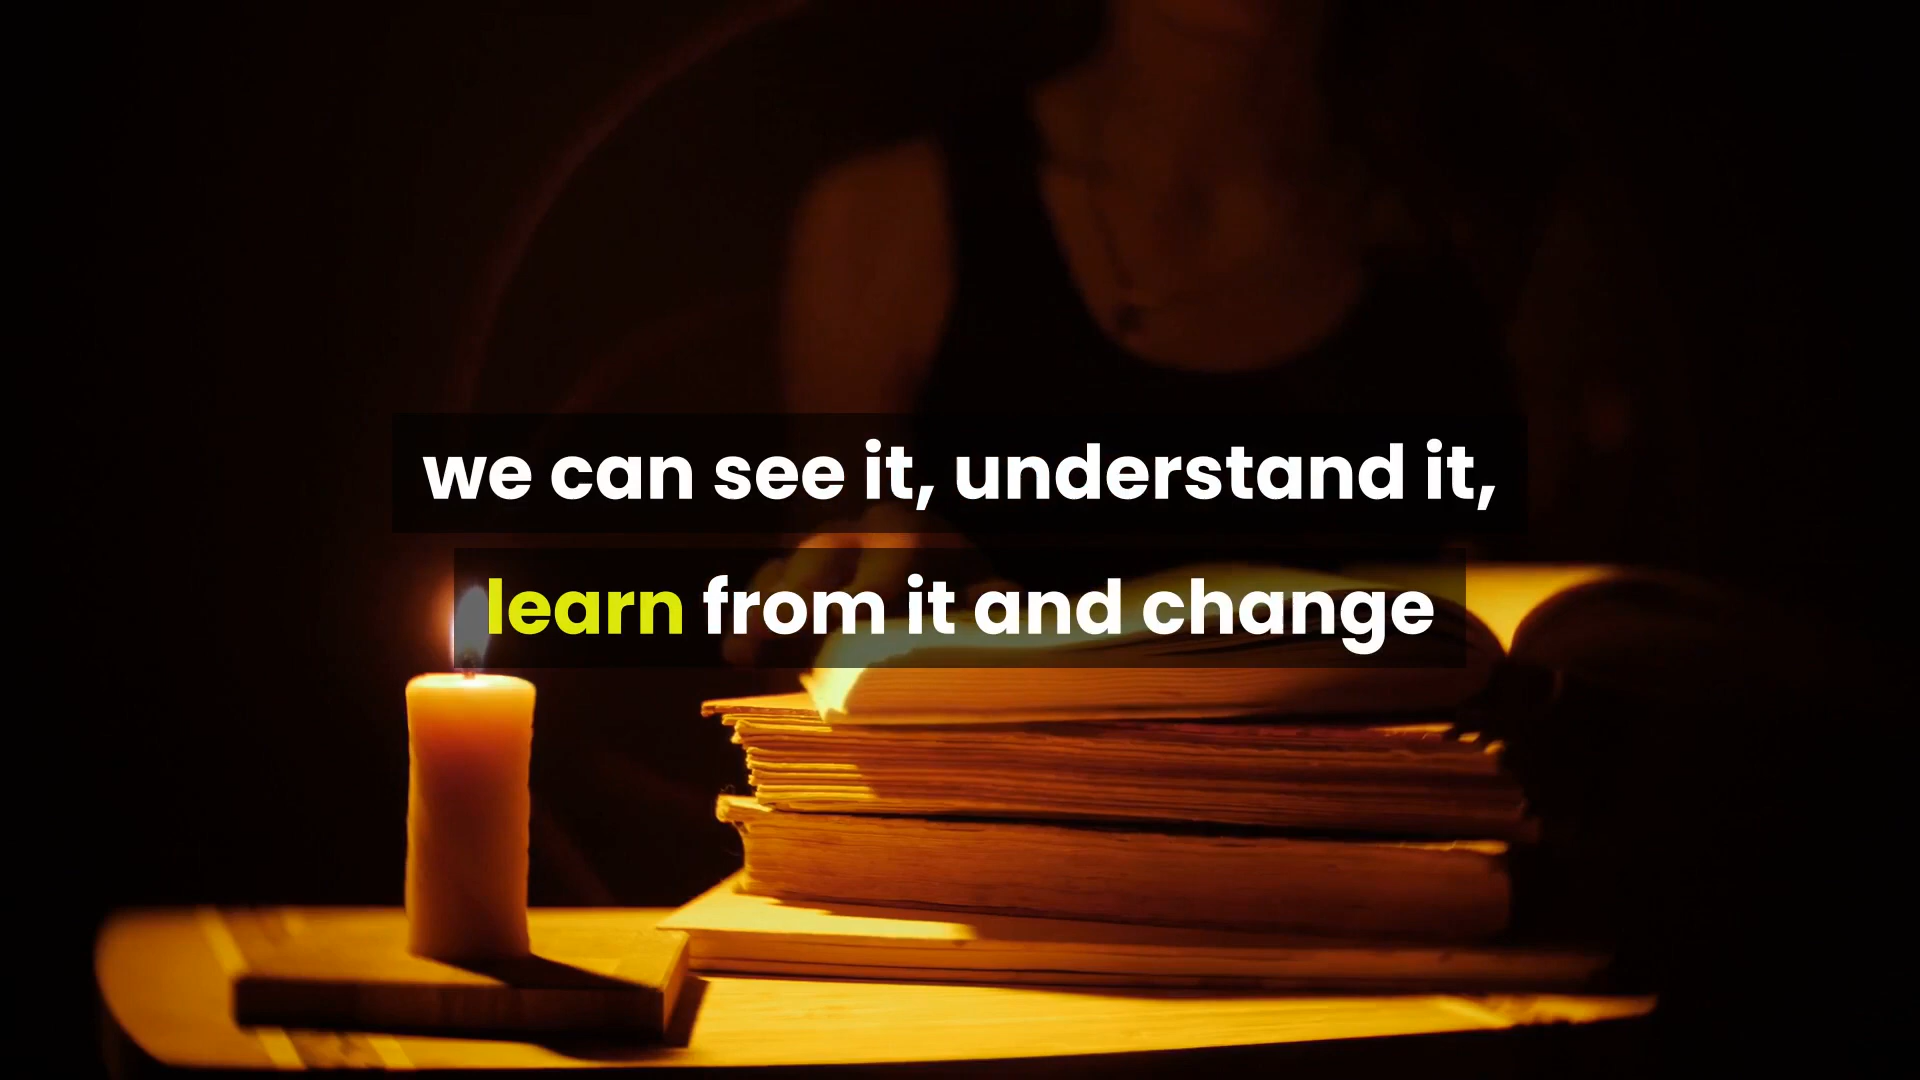 we can see it, understand it,
learn from it and change